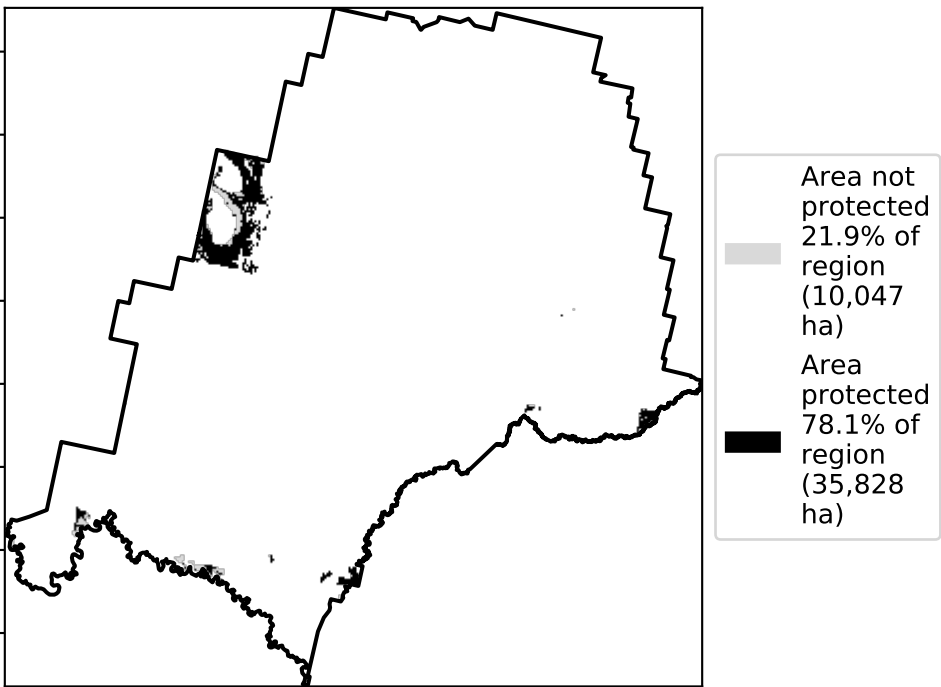 Area not
protected
21.9% of
region
(10,047
ha)
Area
protected
78.1% of
region
(35,828
ha)